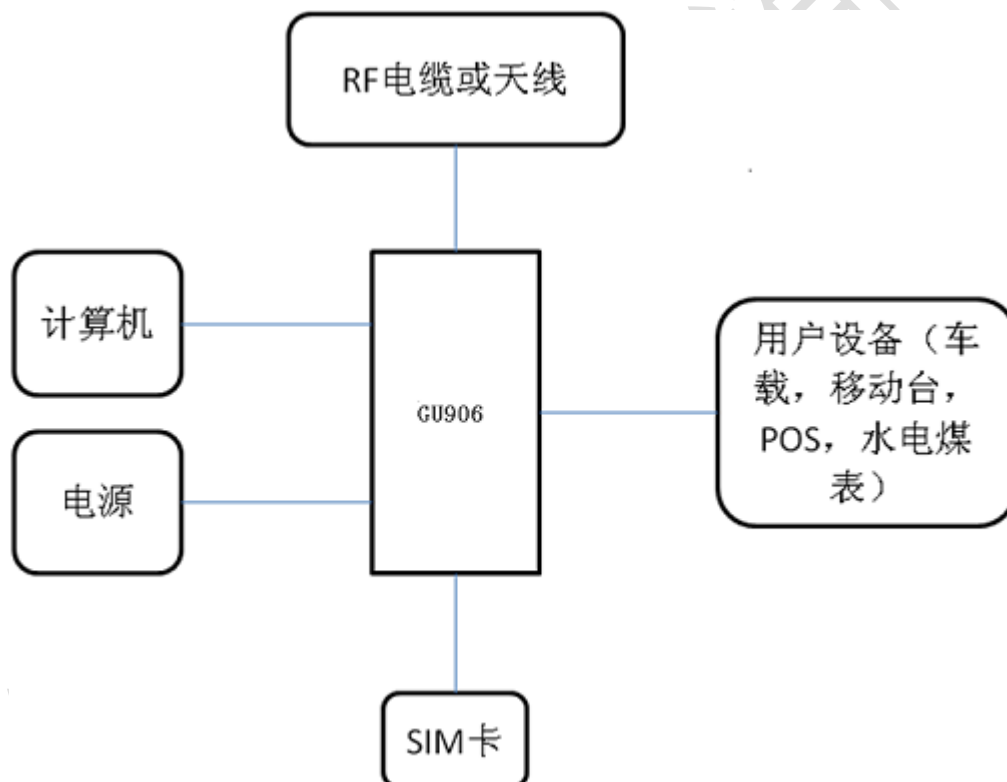 RF电缆或天线
计算机
GU906
用户设备（车
载，移动台，
POS，水电煤
表）
电源
SIM卡